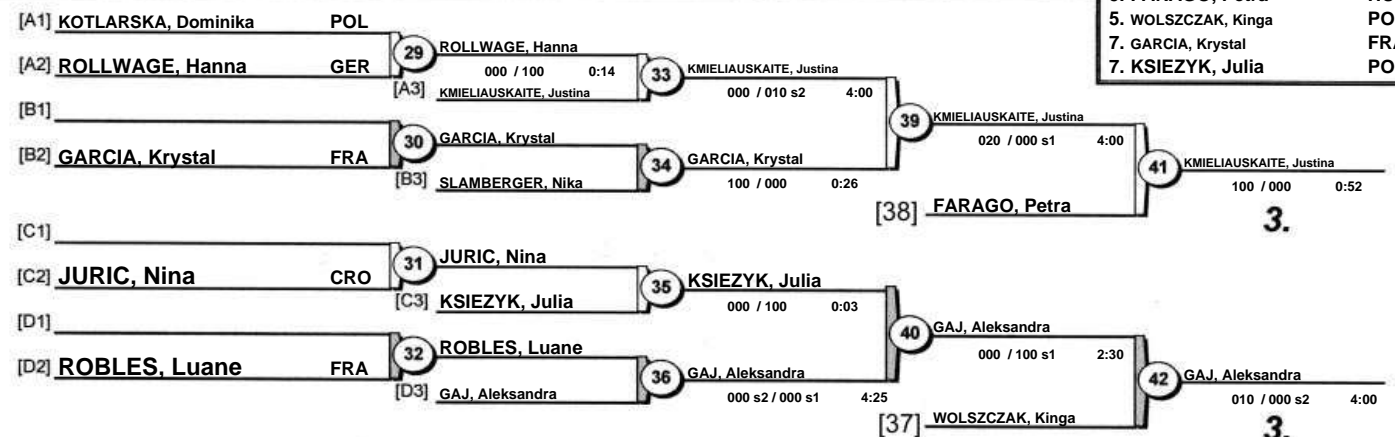 5. WOLSZCZAK, Kinga
7. GARCIA, Krystal
7. KSIEZYK, Julia
[A1] KOTLARSKA, Dominika POL
[A2] ROLLWAGE, Hanna GER
29
ROLLWAGE, Hanna
000 / 100 0:14
[A3] KMIELIAUSKAITE, Justina
33
KMIELIAUSKAITE, Justina
000 / 010 s2 4:00
[B1]
[B2] GARCIA, Krystal FRA
30
GARCIA, Krystal
[B3] SLAMBERGER, Nika
34
GARCIA, Krystal
100 / 000 0:26
39
KMIELIAUSKAITE, Justina
020 / 000 s1 4:00
[38] FARAGO, Petra
41
KMIELIAUSKAITE, Justina
100 / 000 0:52
3.
[C1]
[C2] JURIC, Nina CRO
31
JURIC, Nina
[C3] KSIEZYK, Julia
35
KSIEZYK, Julia
000 / 100 0:03
[D1]
[D2] ROBLES, Luane FRA
32
ROBLES, Luane
[D3] GAJ, Aleksandra
36
GAJ, Aleksandra
000 s2 / 000 s1 4:25
40
GAJ, Aleksandra
000 / 100 s1 2:30
[37] WOLSZCZAK, Kinga
42
GAJ, Aleksandra
010 / 000 s2 4:00
3.